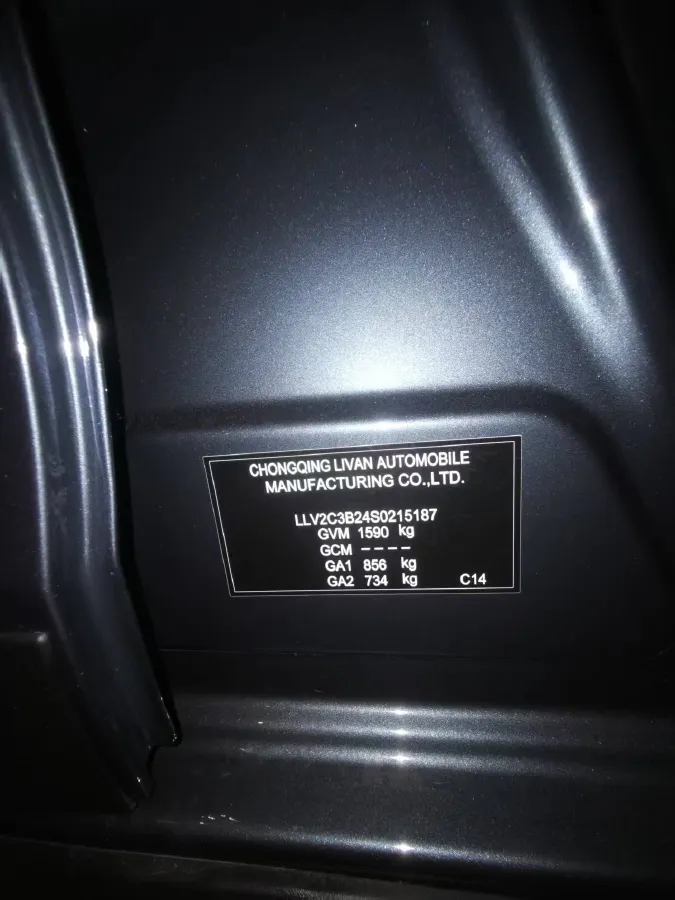 CHONGQING LIVAN AUTOMOBILE
MANUFACTURING CO.,LTD.
LLV2C3B24S0215187
GVM 1590 kg
GCM ----
GA1 856 kg
GA2 734 kg C14